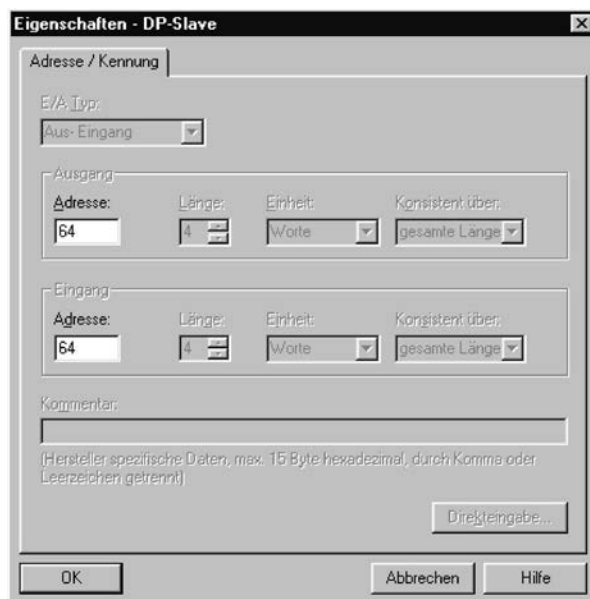 Eigenschaften - DP-Slave
Adresse / Kennung
E/A Typ:
Aus- Eingang
Ausgang
Adresse: Länge: Einheit: Konsistent über:
64 4 Worte gesamte Länge
Eingang
Adresse: Länge: Einheit: Konsistent über:
64 4 Worte gesamte Länge
Kommentar:
(Hersteller spezifische Daten, max. 15 Byte hexadezimal, durch Komma oder
Leerzeichen getrennt)
Direkteingabe...
OK Abbrechen Hilfe